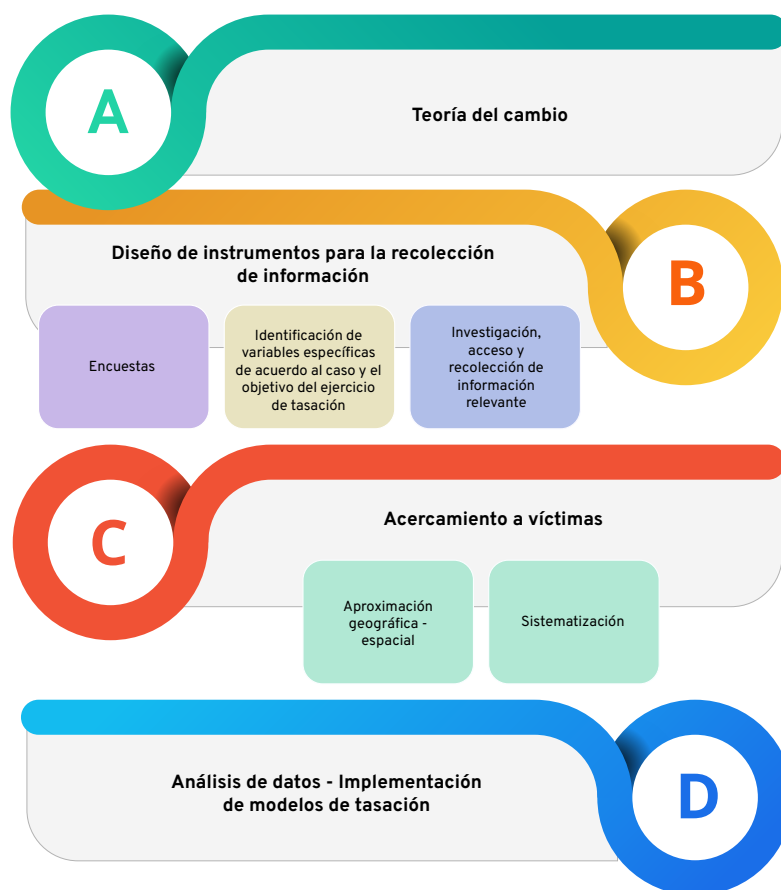 A
Teoría del cambio
Diseño de instrumentos para la recolección
de información
B
Encuestas
Identificación de
variables específicas
de acuerdo al caso y el
objetivo del ejercicio
de tasación
Investigación,
acceso y
recolección de
información
relevante
C
Acercamiento a víctimas
Aproximación
geográfica -
espacial
Sistematización
Análisis de datos - Implementación
de modelos de tasación
D